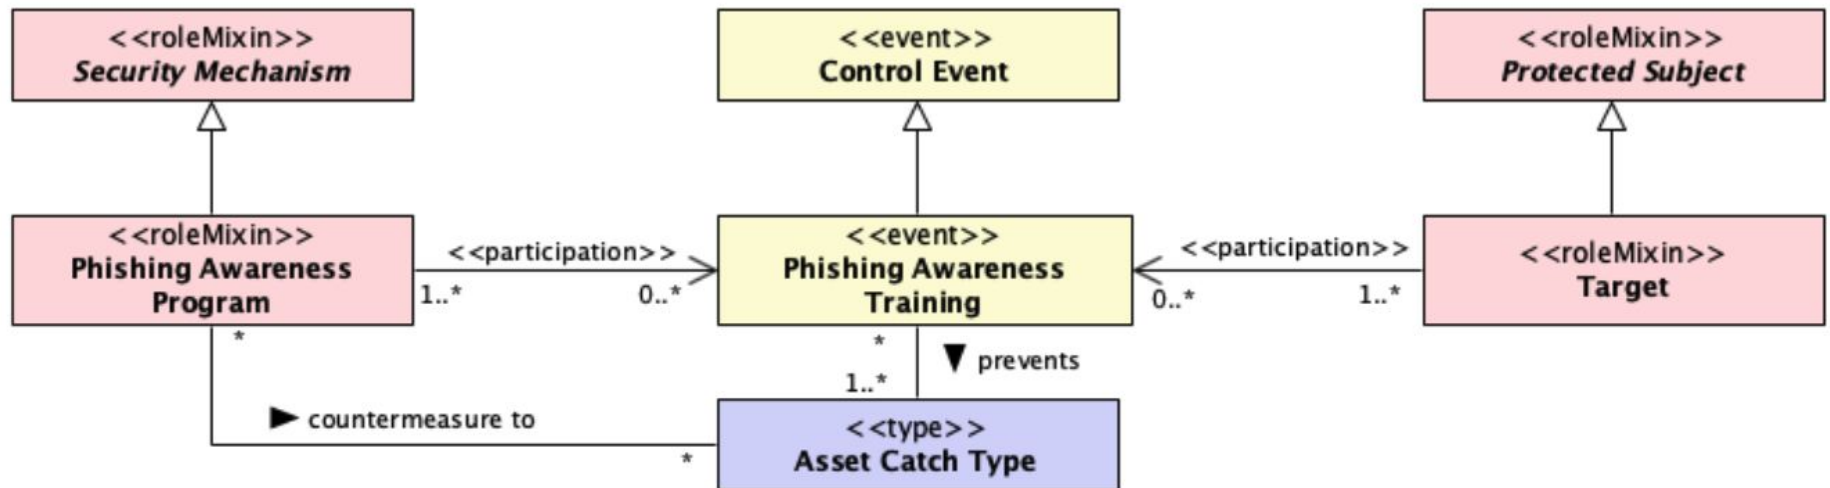 <<roleMixin>>
Security Mechanism
<<event>>
Control Event
<<roleMixin>>
Protected Subject
<<roleMixin>>
Phishing Awareness
Program
<<participation>>
1..*
0..*
<<event>>
Phishing Awareness
Training
<<participation>>
0..*
1..*
<<roleMixin>>
Target
*
*
1..*
prevents
countermeasure to
*
<<type>>
Asset Catch Type